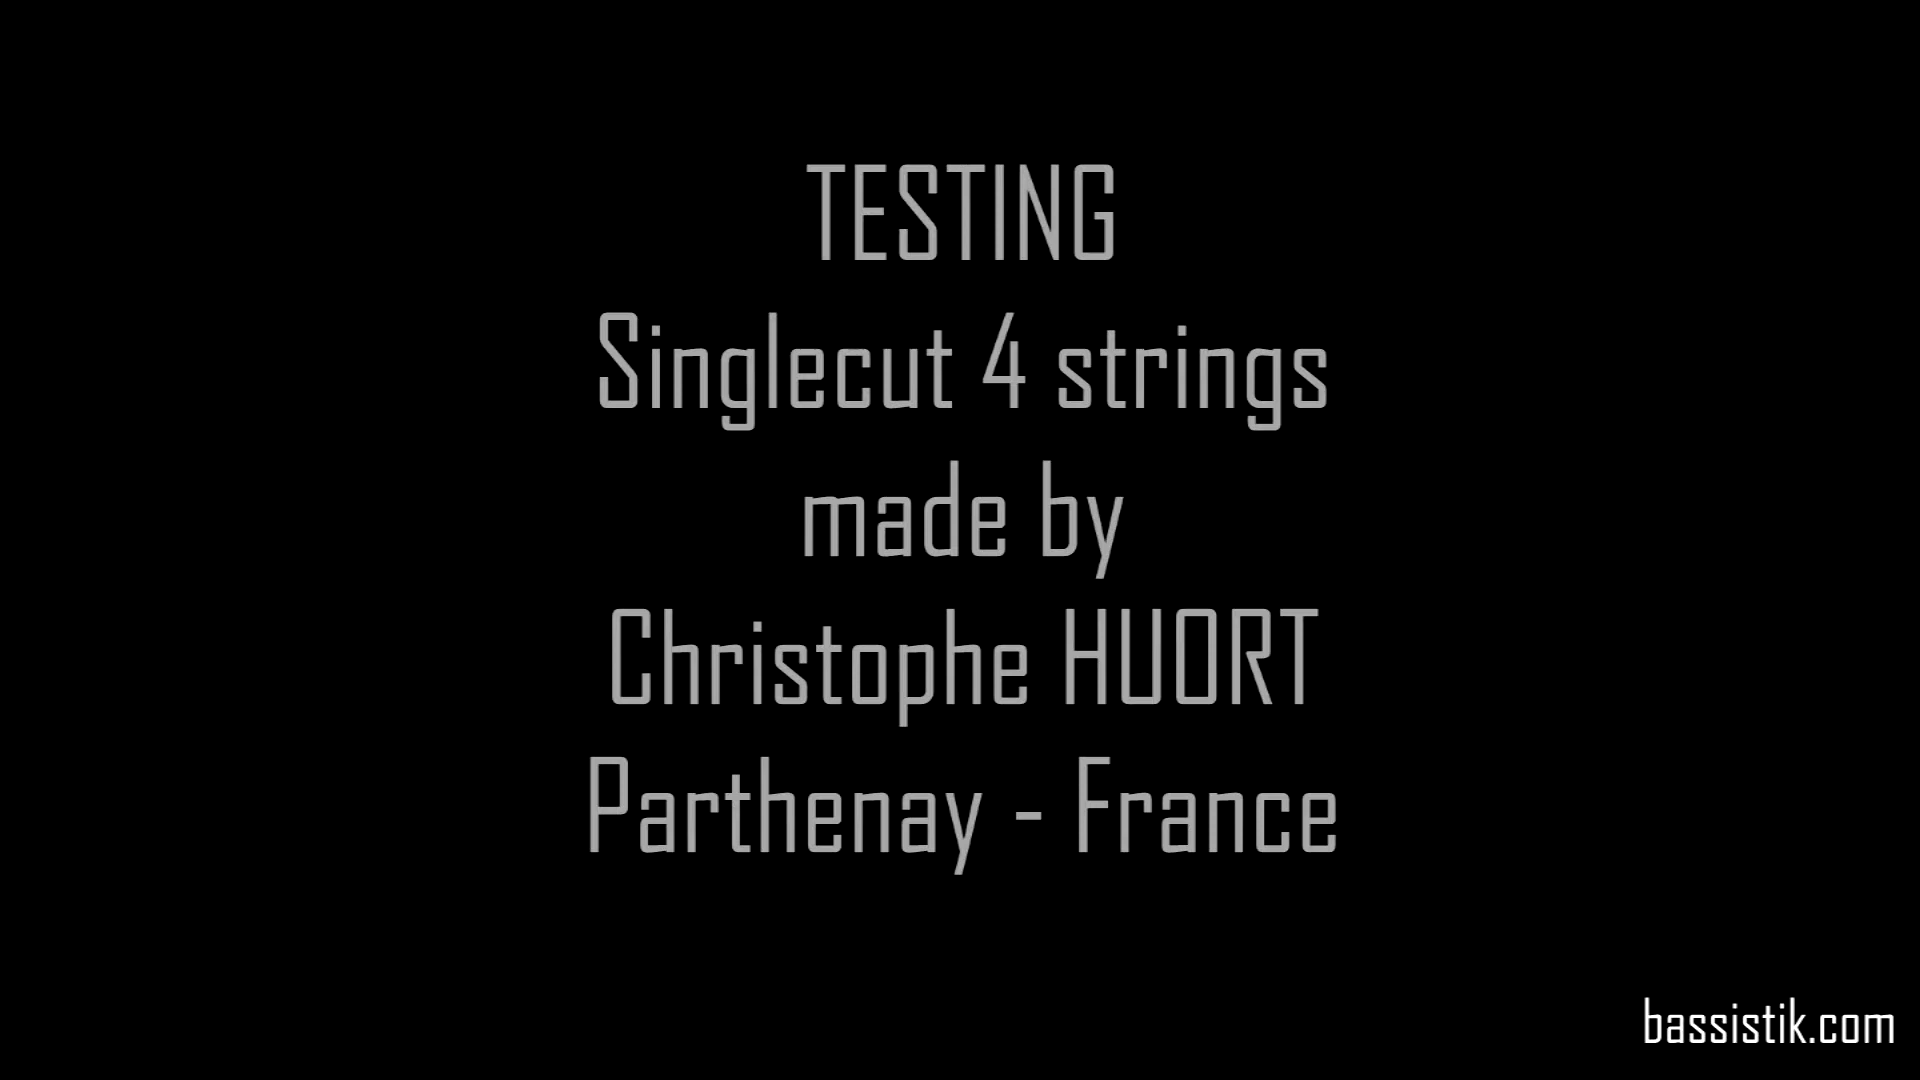 TESTING
Singlecut 4 strings
made by
Christophe HUORT
Parthenay - France
bassistik.com